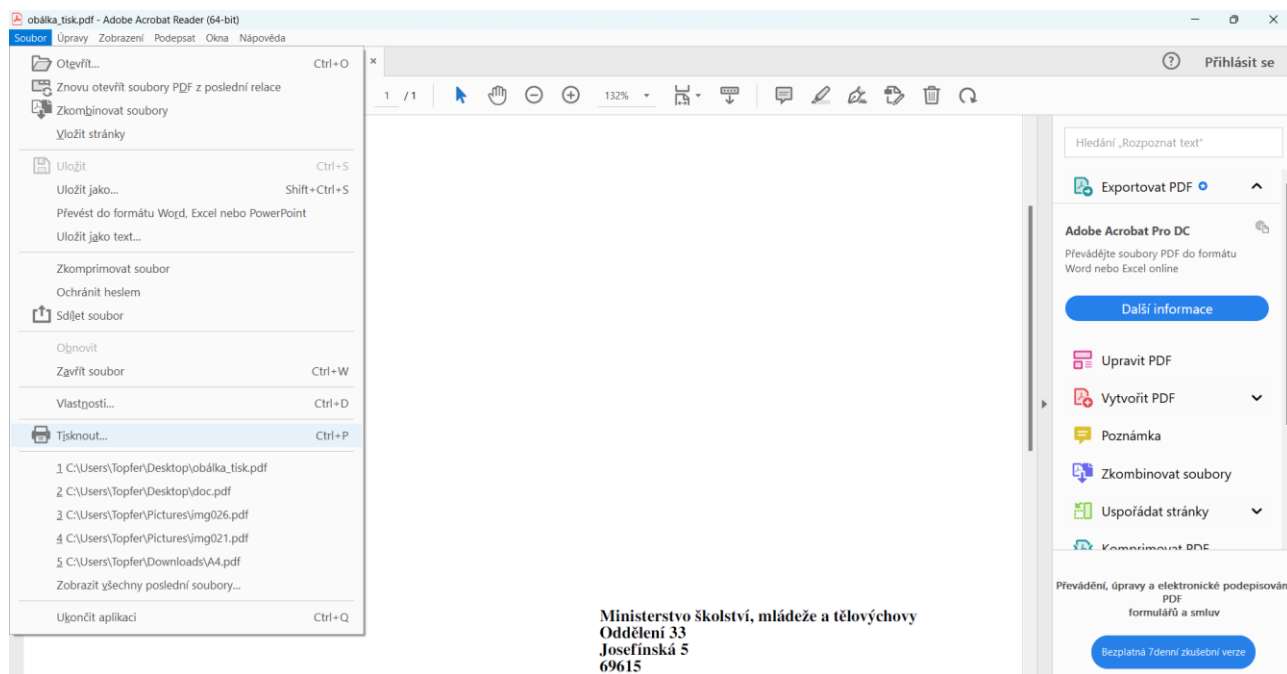 obálka_tisk.pdf - Adobe Acrobat Reader (64-bit)
Soubor Úpravy Zobrazení Podepsat Okna Nápověda
Otevřít... Ctrl+O
Znovu otevřít soubory PDF z poslední relace
Zkombinovat soubory
Vložit stránky
Uložit Ctrl+S
Uložit jako... Shift+Ctrl+S
Převést do formátu Word, Excel nebo PowerPoint
Uložit jako text...
Zkomprimovat soubor
Ochránit heslem
Sdílet soubor
Obnovit
Zavřít soubor Ctrl+W
Vlastnosti... Ctrl+D
Tisknout... Ctrl+P
1 C:\Users\Topfer\Desktop\obálka_tisk.pdf
2 C:\Users\Topfer\Desktop\doc.pdf
3 C:\Users\Topfer\Pictures\img026.pdf
4 C:\Users\Topfer\Pictures\img021.pdf
5 C:\Users\Topfer\Downloads\A4.pdf
Zobrazit všechny poslední soubory...
Ukončit aplikaci Ctrl+Q
Přihlásit se
1 / 1 132%
Ministerstvo školství, mládeže a tělovýchovy
Oddělení 33
Josefínská 5
69615
Hledání „Rozpoznat text“
Exportovat PDF
Adobe Acrobat Pro DC
Převádějte soubory PDF do formátu
Word nebo Excel online
Další informace
Upravit PDF
Vytvořit PDF
Poznámka
Zkombinovat soubory
Uspořádat stránky
Komprimovat PDF
Převádění, úpravy a elektronické podepisován
PDF
formulářů a smluv
Bezplatná 7denní zkušební verze